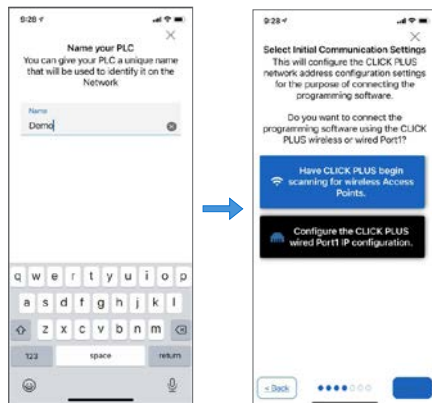 9:28
Name your PLC
You can give your PLC a unique name
that will be used to identify it on the
Network
Name
Demo
q w e r t y u i o p
a s d f g h j k l
z x c v b n m
123 space return
9:28
Select Initial Communication Settings
This will configure the CLICK PLUS
network address configuration settings
for the purpose of connecting the
programming software.
Do you want to connect the
programming software using the CLICK
PLUS wireless or wired Port1?
Have CLICK PLUS begin
scanning for wireless Access
Points.
Configure the CLICK PLUS
wired Port1 IP configuration.
< Back